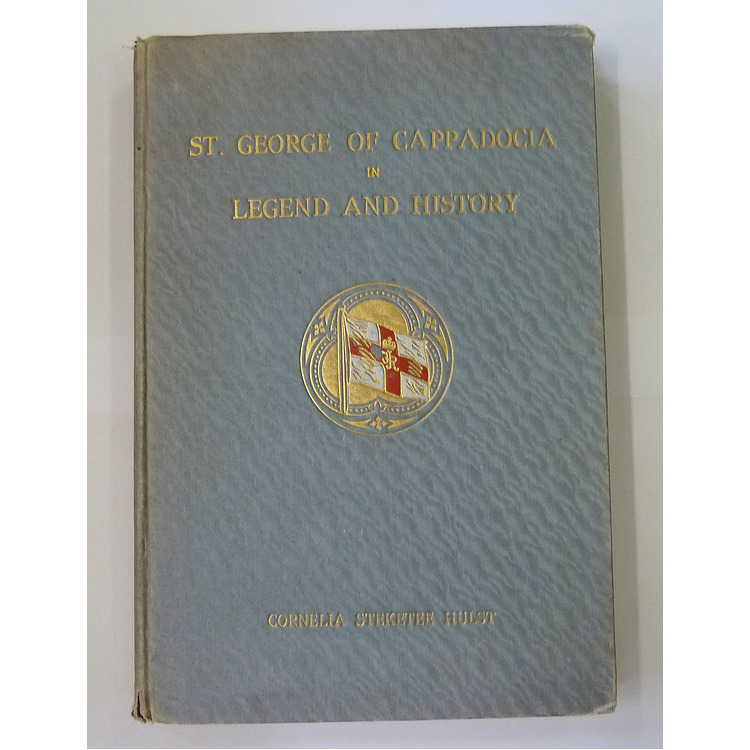 ST. GEORGE OF CAPPADOCIA
IN
LEGEND AND HISTORY
CORNELIA STEKETEE HULST